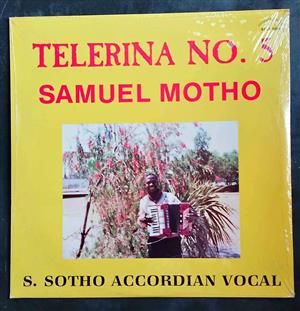 TELERINA NO. 5
SAMUEL MOTHO
S. SOTHO ACCORDIAN VOCAL